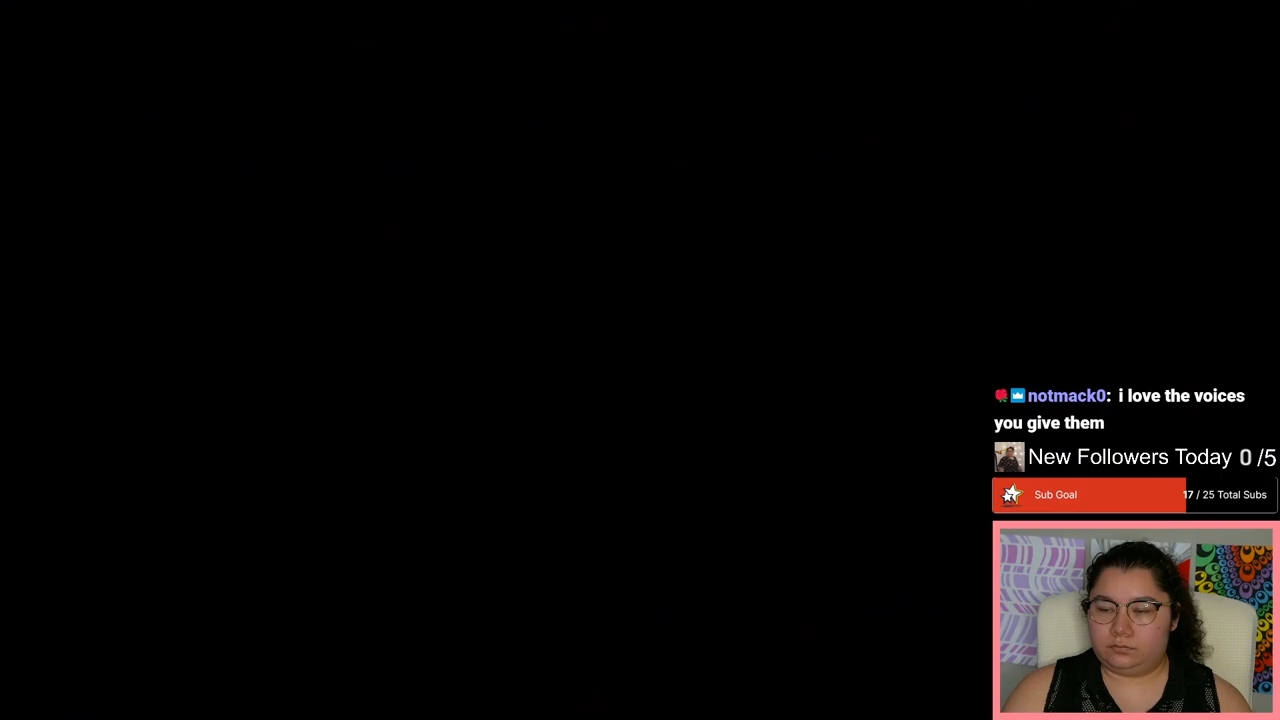 notmack0: i love the voices
you give them
New Followers Today 0 /5
Sub Goal 17 / 25 Total Subs